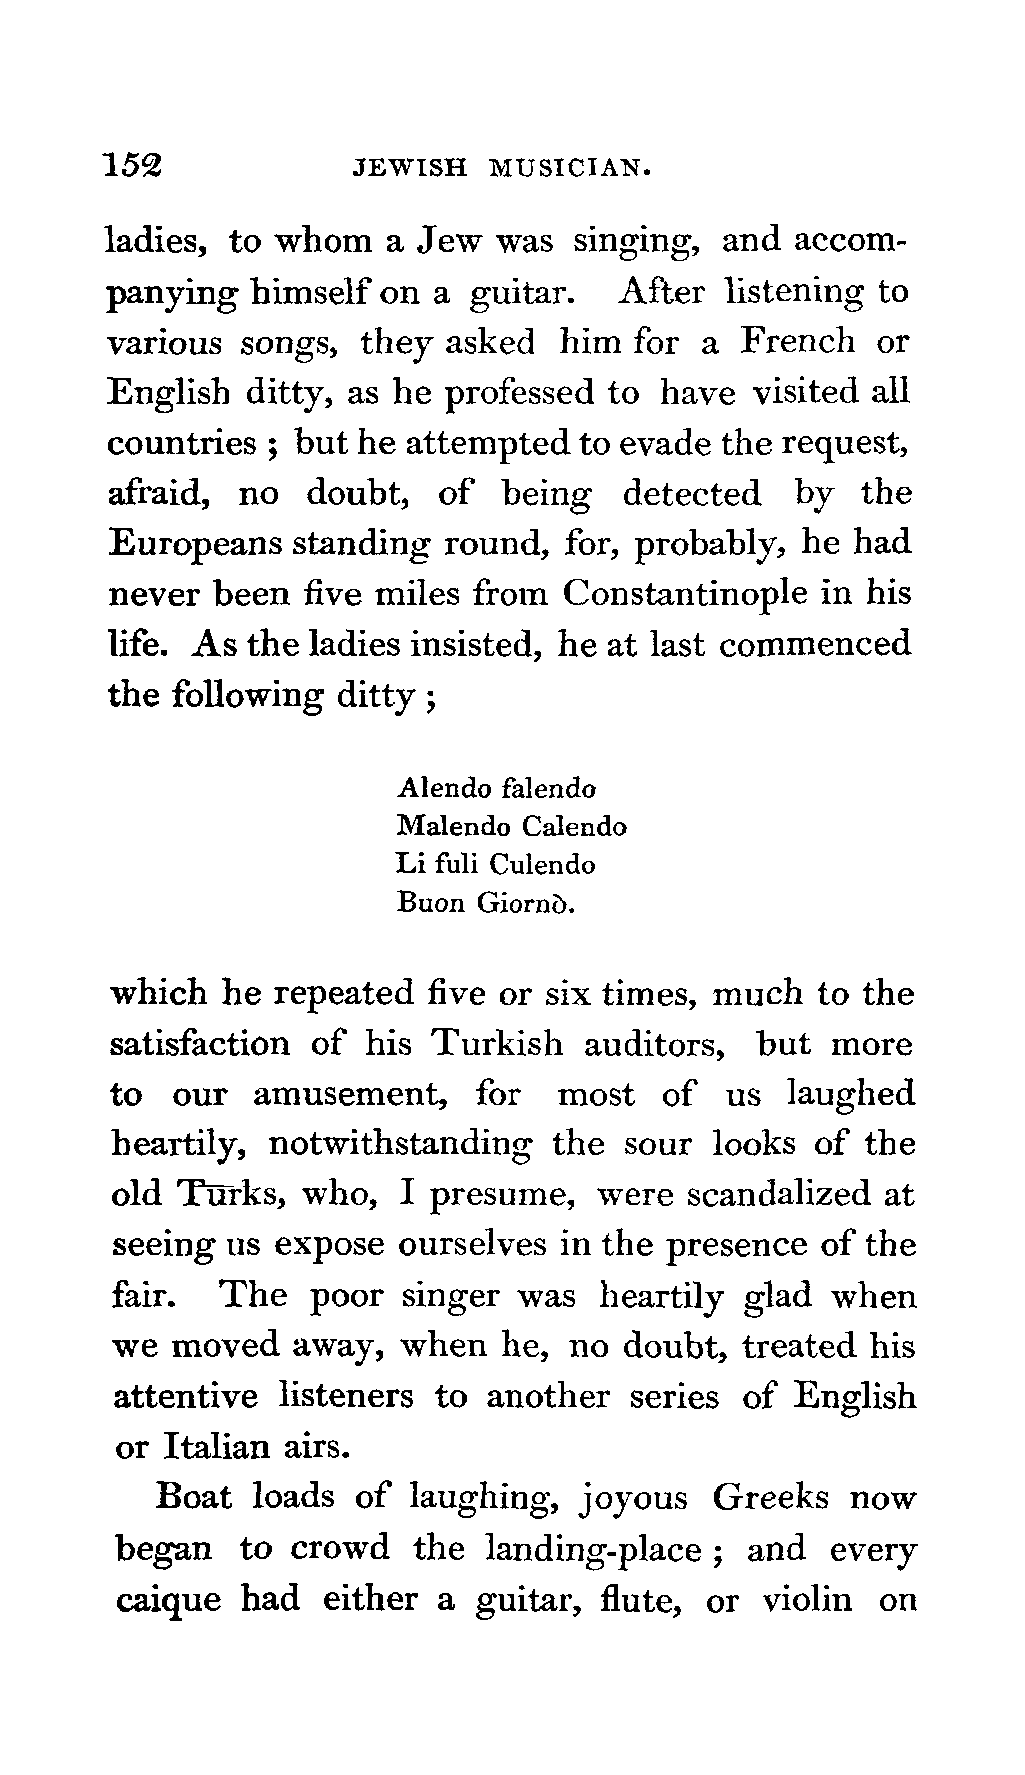 152 JEWISH MUSICIAN.
ladies, to whom a Jew was singing, and accom-
panying himself on a guitar. After listening to
various songs, they asked him for a French or
English ditty, as he professed to have visited all
countries ; but he attempted to evade the request,
afraid, no doubt, of being detected by the
Europeans standing round, for, probably, he had
never been five miles from Constantinople in his
life. As the ladies insisted, he at last commenced
the following ditty ;
Alendo falendo
Malendo Calendo
Li fuli Culendo
Buon Giornò.
which he repeated five or six times, much to the
satisfaction of his Turkish auditors, but more
to our amusement, for most of us laughed
heartily, notwithstanding the sour looks of the
old Turks, who, I presume, were scandalized at
seeing us expose ourselves in the presence of the
fair. The poor singer was heartily glad when
we moved away, when he, no doubt, treated his
attentive listeners to another series of English
or Italian airs.
Boat loads of laughing, joyous Greeks now
began to crowd the landing-place ; and every
caique had either a guitar, flute, or violin on